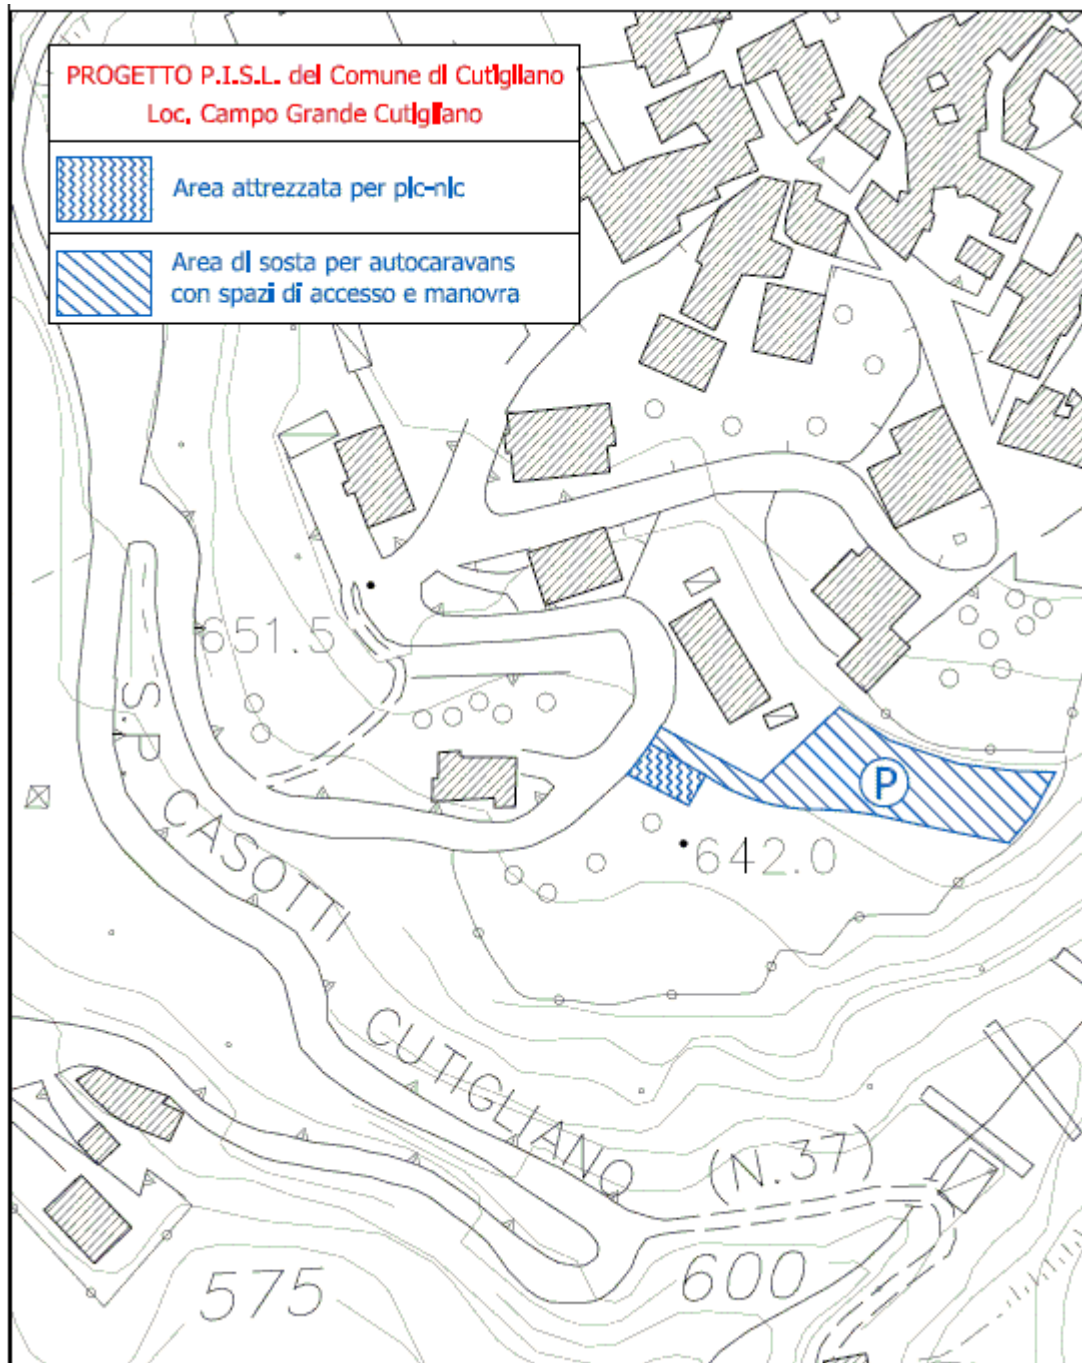 PROGETTO P.I.S.L. del Comune di Cutigliano
Loc. Campo Grande Cutigliano
Area attrezzata per pic-nic
Area di sosta per autocaravans
con spazi di accesso e manovra
651.5
S.P.
CASOTTI
P
642.0
CUTIGLIANO
(N.37)
575
600